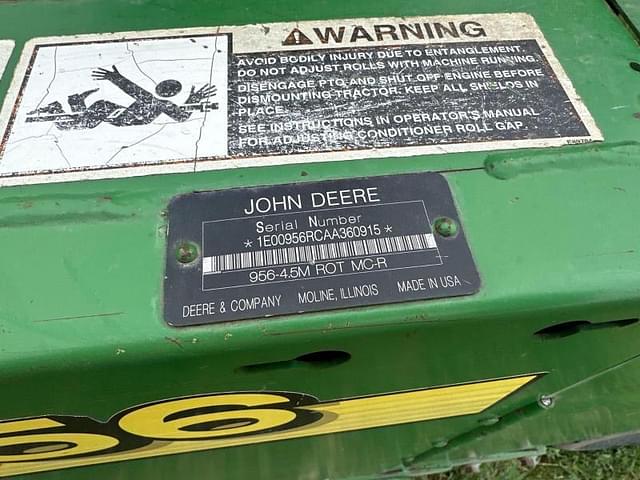 WARNING
AVOID BODILY INJURY DUE TO ENTANGLEMENT.
DO NOT ADJUST ROLLS WITH MACHINE RUNNING.
DISENGAGE PTO AND SHUT OFF ENGINE BEFORE
DISMOUNTING TRACTOR. KEEP ALL SHIELDS IN
PLACE.
SEE INSTRUCTIONS IN OPERATOR'S MANUAL
FOR ADJUSTING CONDITIONER ROLL GAP.
JOHN DEERE
Serial Number
* 1E00956RCAA360915 *
956-4.5M ROT MC-R
DEERE & COMPANY MOLINE, ILLINOIS MADE IN USA
56